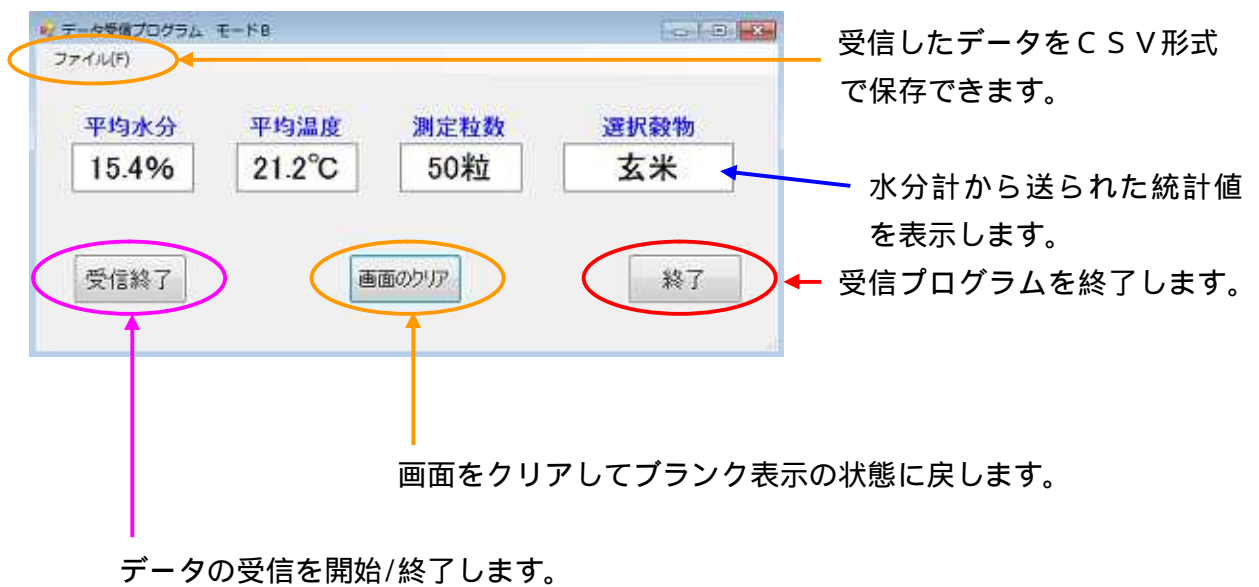 データ受信プログラム モードB
ファイル(F)
受信したデータをＣＳＶ形式
で保存できます。
平均水分 平均温度 測定粒数 選択穀物
15.4% 21.2℃ 50粒 玄米
水分計から送られた統計値
を表示します。
受信終了 画面のクリア 終了
受信プログラムを終了します。
画面をクリアしてブランク表示の状態に戻します。
データの受信を開始/終了します。